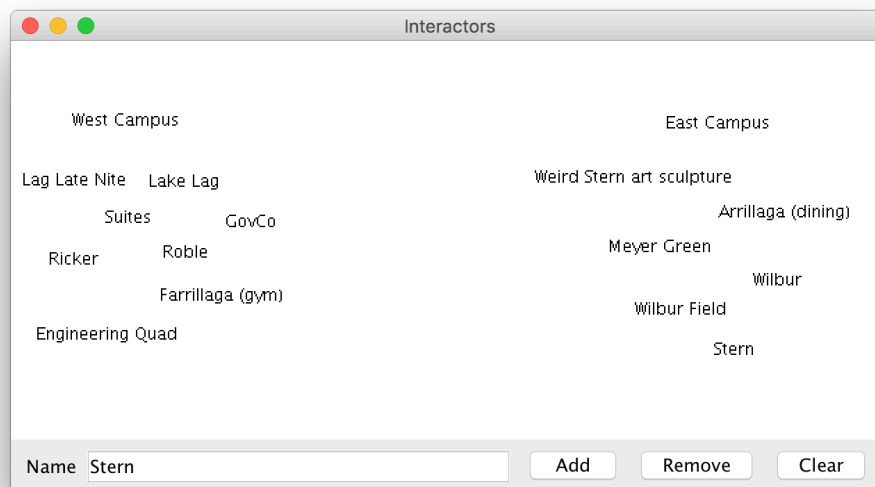 Interactors
West Campus
East Campus
Lag Late Nite
Lake Lag
Weird Stern art sculpture
Suites
GovCo
Arrillaga (dining)
Ricker
Roble
Meyer Green
Wilbur
Farrillaga (gym)
Wilbur Field
Engineering Quad
Stern
Name Stern Add Remove Clear